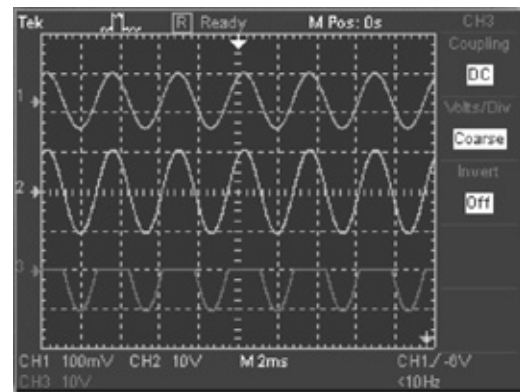 Tek R Ready M Pos: 0s CH3
Coupling
DC
Volts/Div
Coarse
Invert
Off
1
2
3
CH1 100mV CH2 10V M 2ms CH1 / -6V
CH3 10V <10Hz